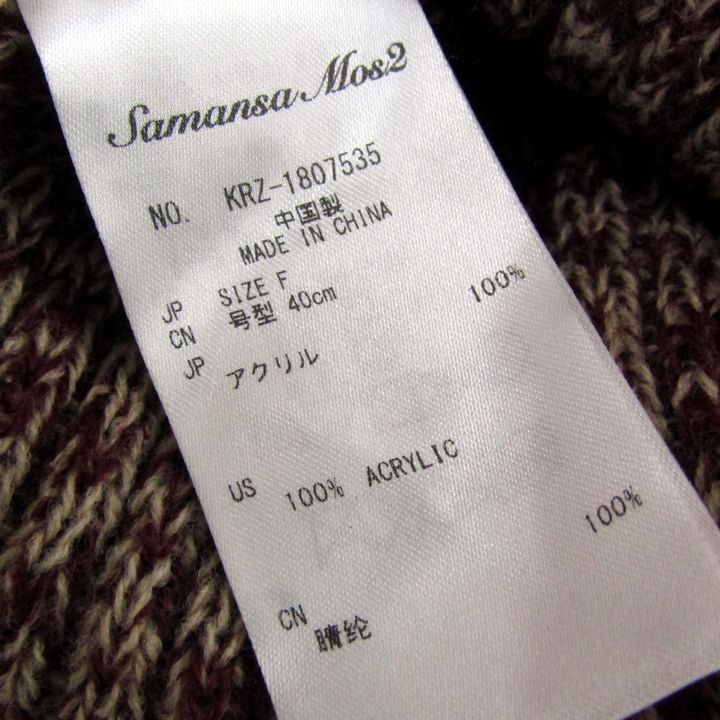 Samansa Mos2
NO. KRZ-1807535
中国製
MADE IN CHINA
JP SIZE F
CN 号型 40cm
JP アクリル 100%
US 100% ACRYLIC
CN 腈纶 100%